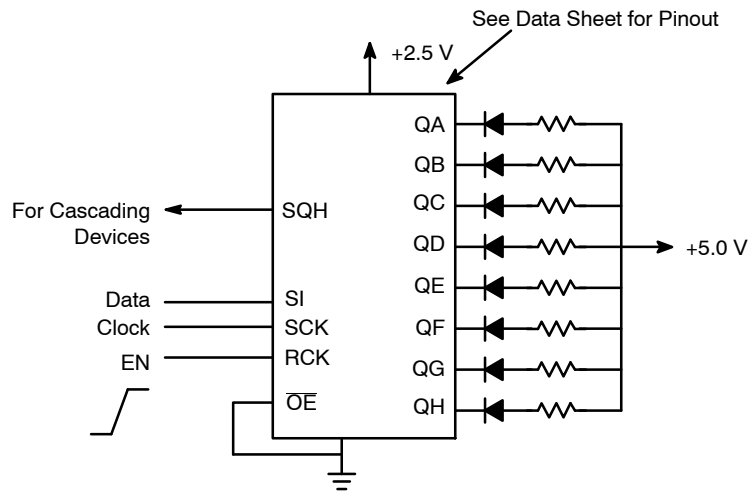 See Data Sheet for Pinout
+2.5 V
QA
QB
QC
QD
QE
QF
QG
QH
+5.0 V
For Cascading
Devices
SQH
Data
SI
Clock
SCK
EN
RCK
OE